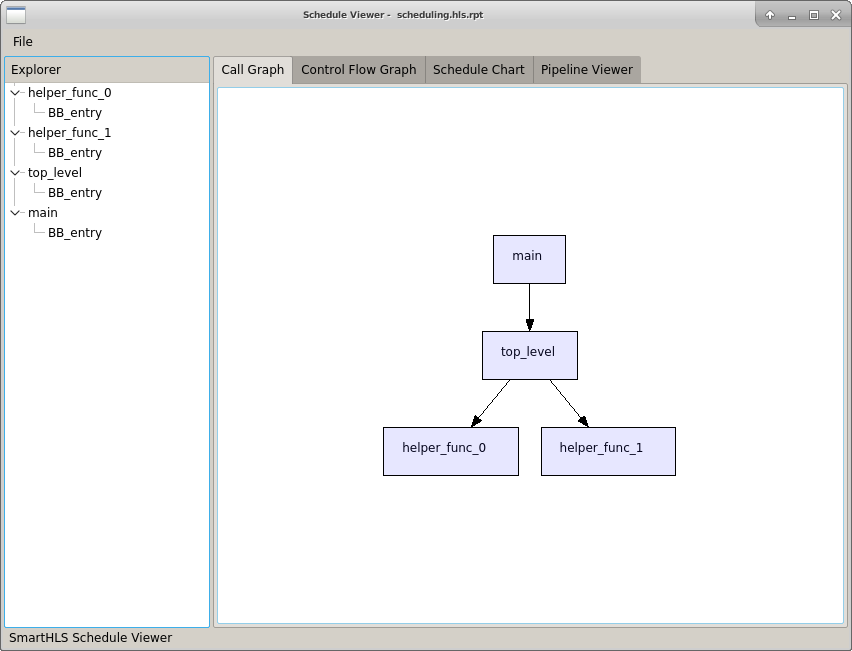 Schedule Viewer - scheduling.hls.rpt
File
Explorer
helper_func_0
BB_entry
helper_func_1
BB_entry
top_level
BB_entry
main
BB_entry
Call Graph
Control Flow Graph
Schedule Chart
Pipeline Viewer
main
top_level
helper_func_0
helper_func_1
SmartHLS Schedule Viewer